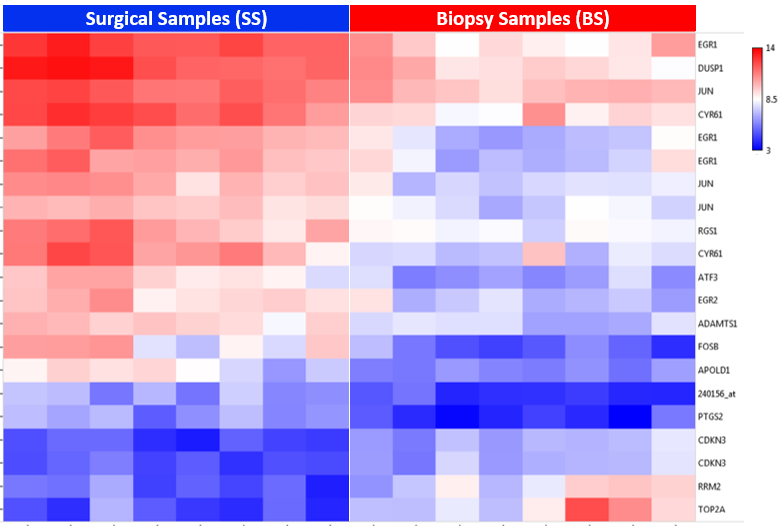 Surgical Samples (SS)
Biopsy Samples (BS)
EGR1
DUSP1
JUN
CYR61
EGR1
EGR1
JUN
JUN
RGS1
CYR61
ATF3
EGR2
ADAMTS1
FOSB
APOLD1
240156_at
PTGS2
CDKN3
CDKN3
RRM2
TOP2A
14
8.5
3